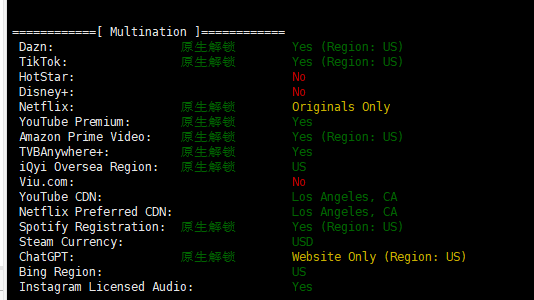 ============[ Multination ]============
Dazn: 原生解锁 Yes (Region: US)
TikTok: 原生解锁 Yes (Region: US)
HotStar: No
Disney+: No
Netflix: 原生解锁 Originals Only
YouTube Premium: 原生解锁 Yes
Amazon Prime Video: 原生解锁 Yes (Region: US)
TVBAnywhere+: 原生解锁 Yes
iQyi Oversea Region: 原生解锁 US
Viu.com: No
YouTube CDN: Los Angeles, CA
Netflix Preferred CDN: Los Angeles, CA
Spotify Registration: 原生解锁 Yes (Region: US)
Steam Currency: USD
ChatGPT: 原生解锁 Website Only (Region: US)
Bing Region: US
Instagram Licensed Audio: Yes